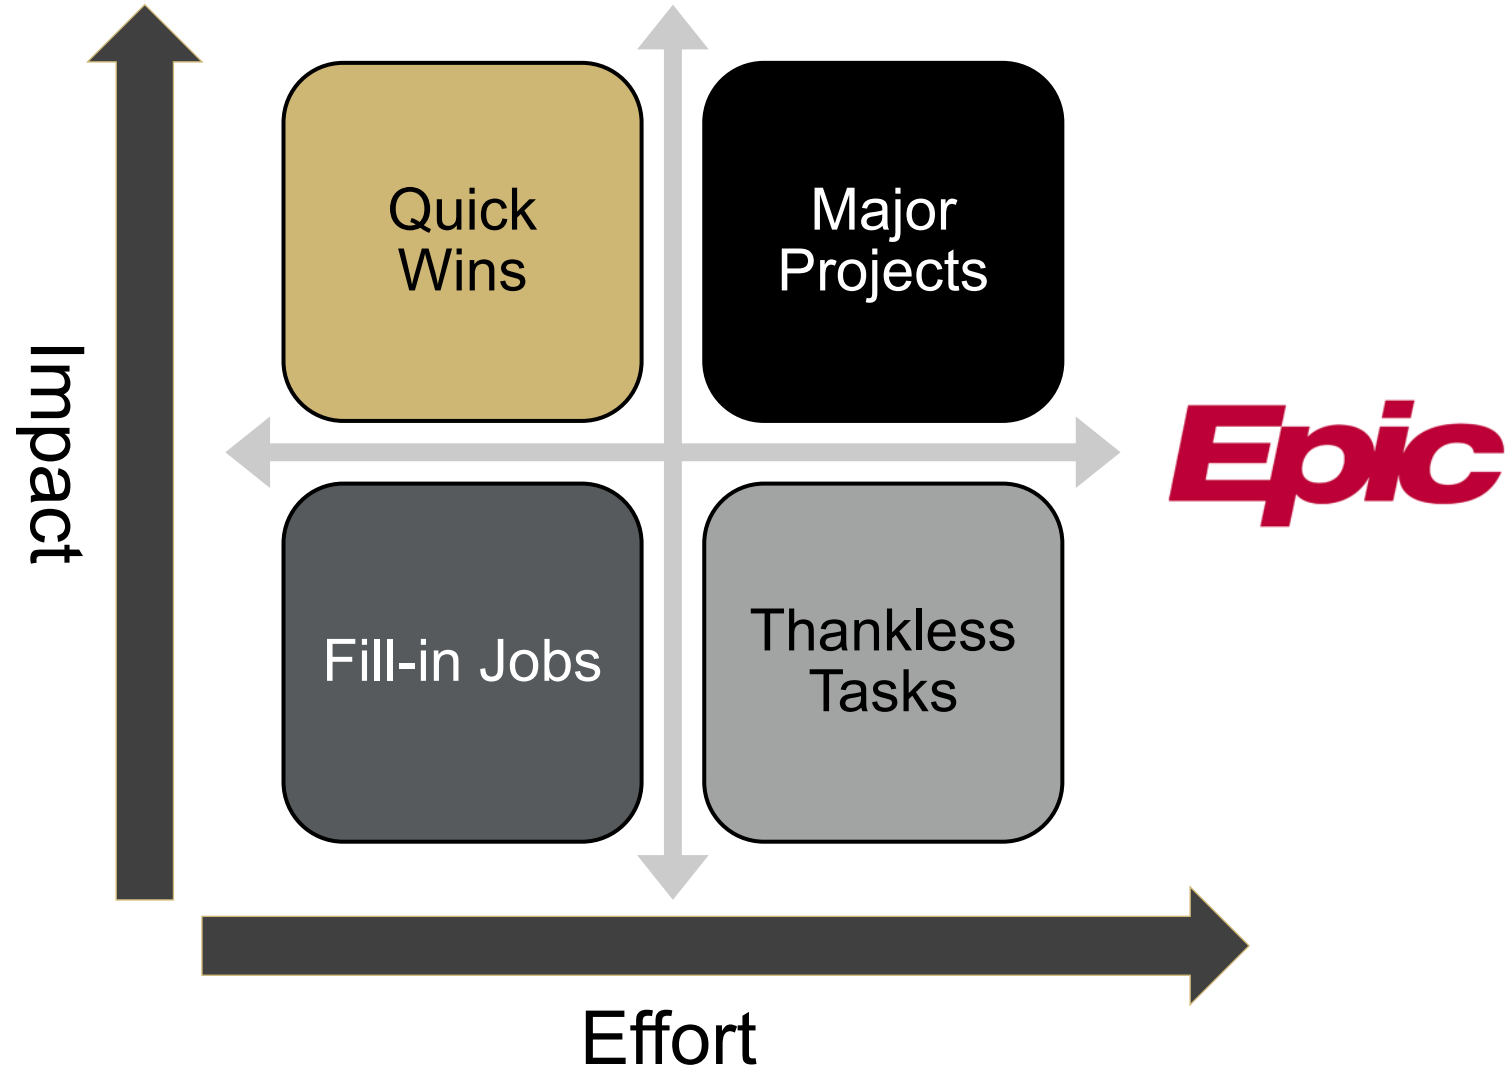 Quick
Wins
Major
Projects
Impact
Epic
Fill-in Jobs
Thankless
Tasks
Effort